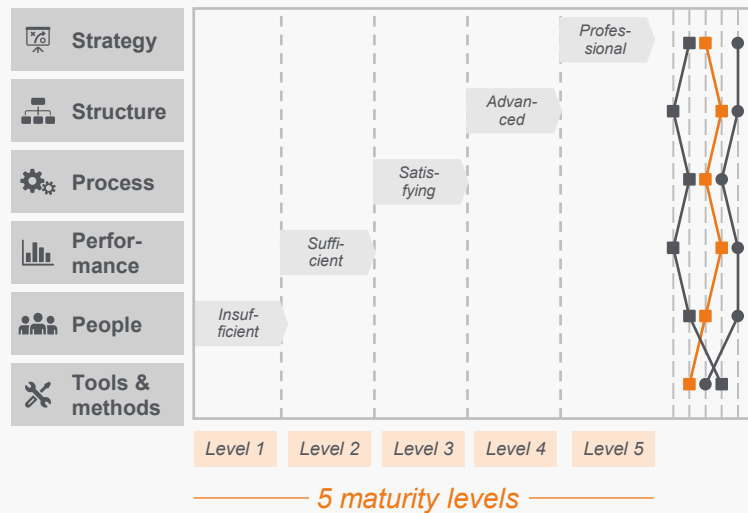 Strategy
Structure
Process
Perfor-
mance
People
Tools &
methods
Profes-
sional
Advan-
ced
Satis-
fying
Suffi-
cient
Insuf-
ficient
Level 1 Level 2 Level 3 Level 4 Level 5
5 maturity levels